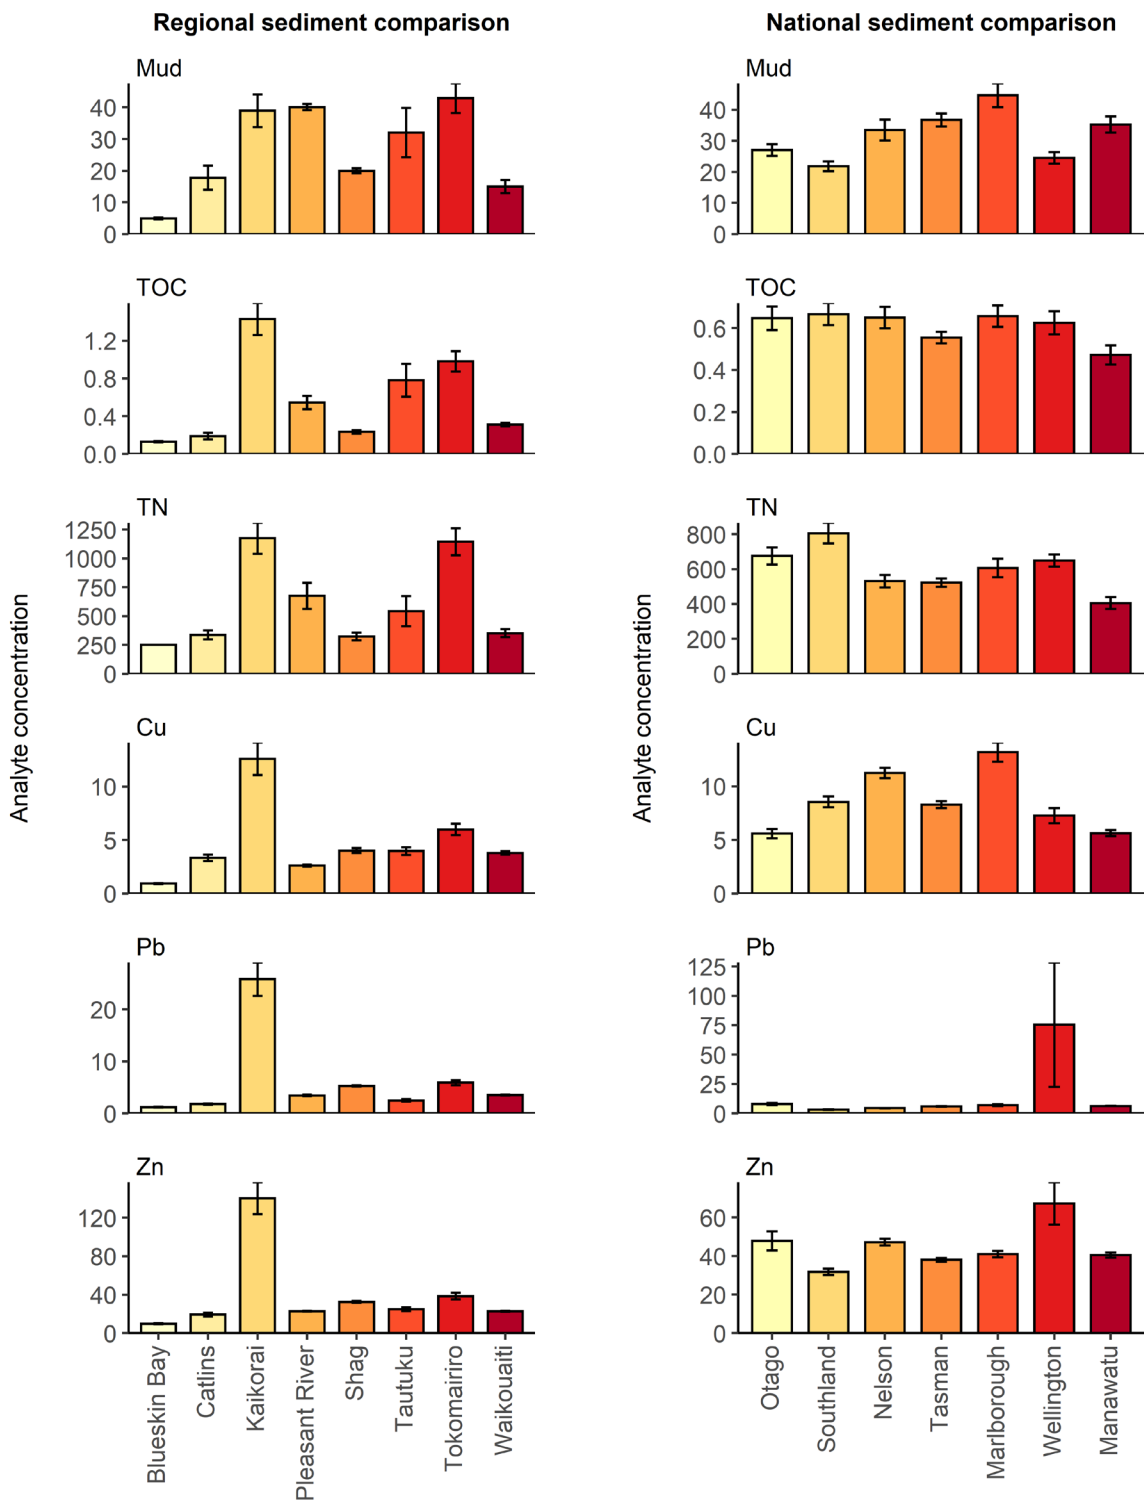 Regional sediment comparison
Mud
40
30
20
10
0
TOC
1.2
0.8
0.4
0.0
TN
1250
1000
750
500
250
0
Cu
10
5
0
Pb
20
10
0
Zn
120
80
40
0
Analyte concentration
Blueskin Bay
Catlins
Kaikorai
Pleasant River
Shag
Tautuku
Tokomairiro
Waikouaiti
National sediment comparison
Mud
40
30
20
10
0
TOC
0.6
0.4
0.2
0.0
TN
800
600
400
200
0
Cu
10
5
0
Pb
125
100
75
50
25
0
Zn
60
40
20
0
Analyte concentration
Otago
Southland
Nelson
Tasman
Marlborough
Wellington
Manawatu